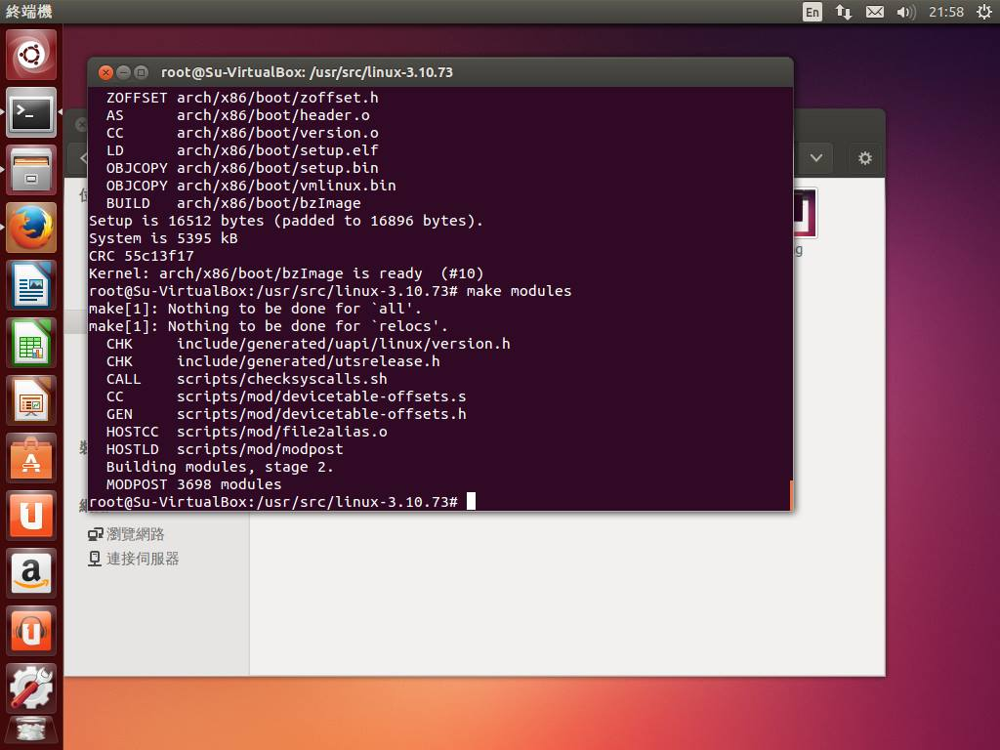 終端機
En
21:58
root@Su-VirtualBox: /usr/src/linux-3.10.73
ZOFFSET arch/x86/boot/zoffset.h
AS arch/x86/boot/header.o
CC arch/x86/boot/version.o
LD arch/x86/boot/setup.elf
OBJCOPY arch/x86/boot/setup.bin
OBJCOPY arch/x86/boot/vmlinux.bin
BUILD arch/x86/boot/bzImage
Setup is 16512 bytes (padded to 16896 bytes).
System is 5395 kB
CRC 55c13f17
Kernel: arch/x86/boot/bzImage is ready (#10)
root@Su-VirtualBox:/usr/src/linux-3.10.73# make modules
make[1]: Nothing to be done for `all'.
make[1]: Nothing to be done for `relocs'.
CHK include/generated/uapi/linux/version.h
CHK include/generated/utsrelease.h
CALL scripts/checksyscalls.sh
CC scripts/mod/devicetable-offsets.s
GEN scripts/mod/devicetable-offsets.h
HOSTCC scripts/mod/file2alias.o
HOSTLD scripts/mod/modpost
Building modules, stage 2.
MODPOST 3698 modules
root@Su-VirtualBox:/usr/src/linux-3.10.73#
瀏覽網路
連接伺服器